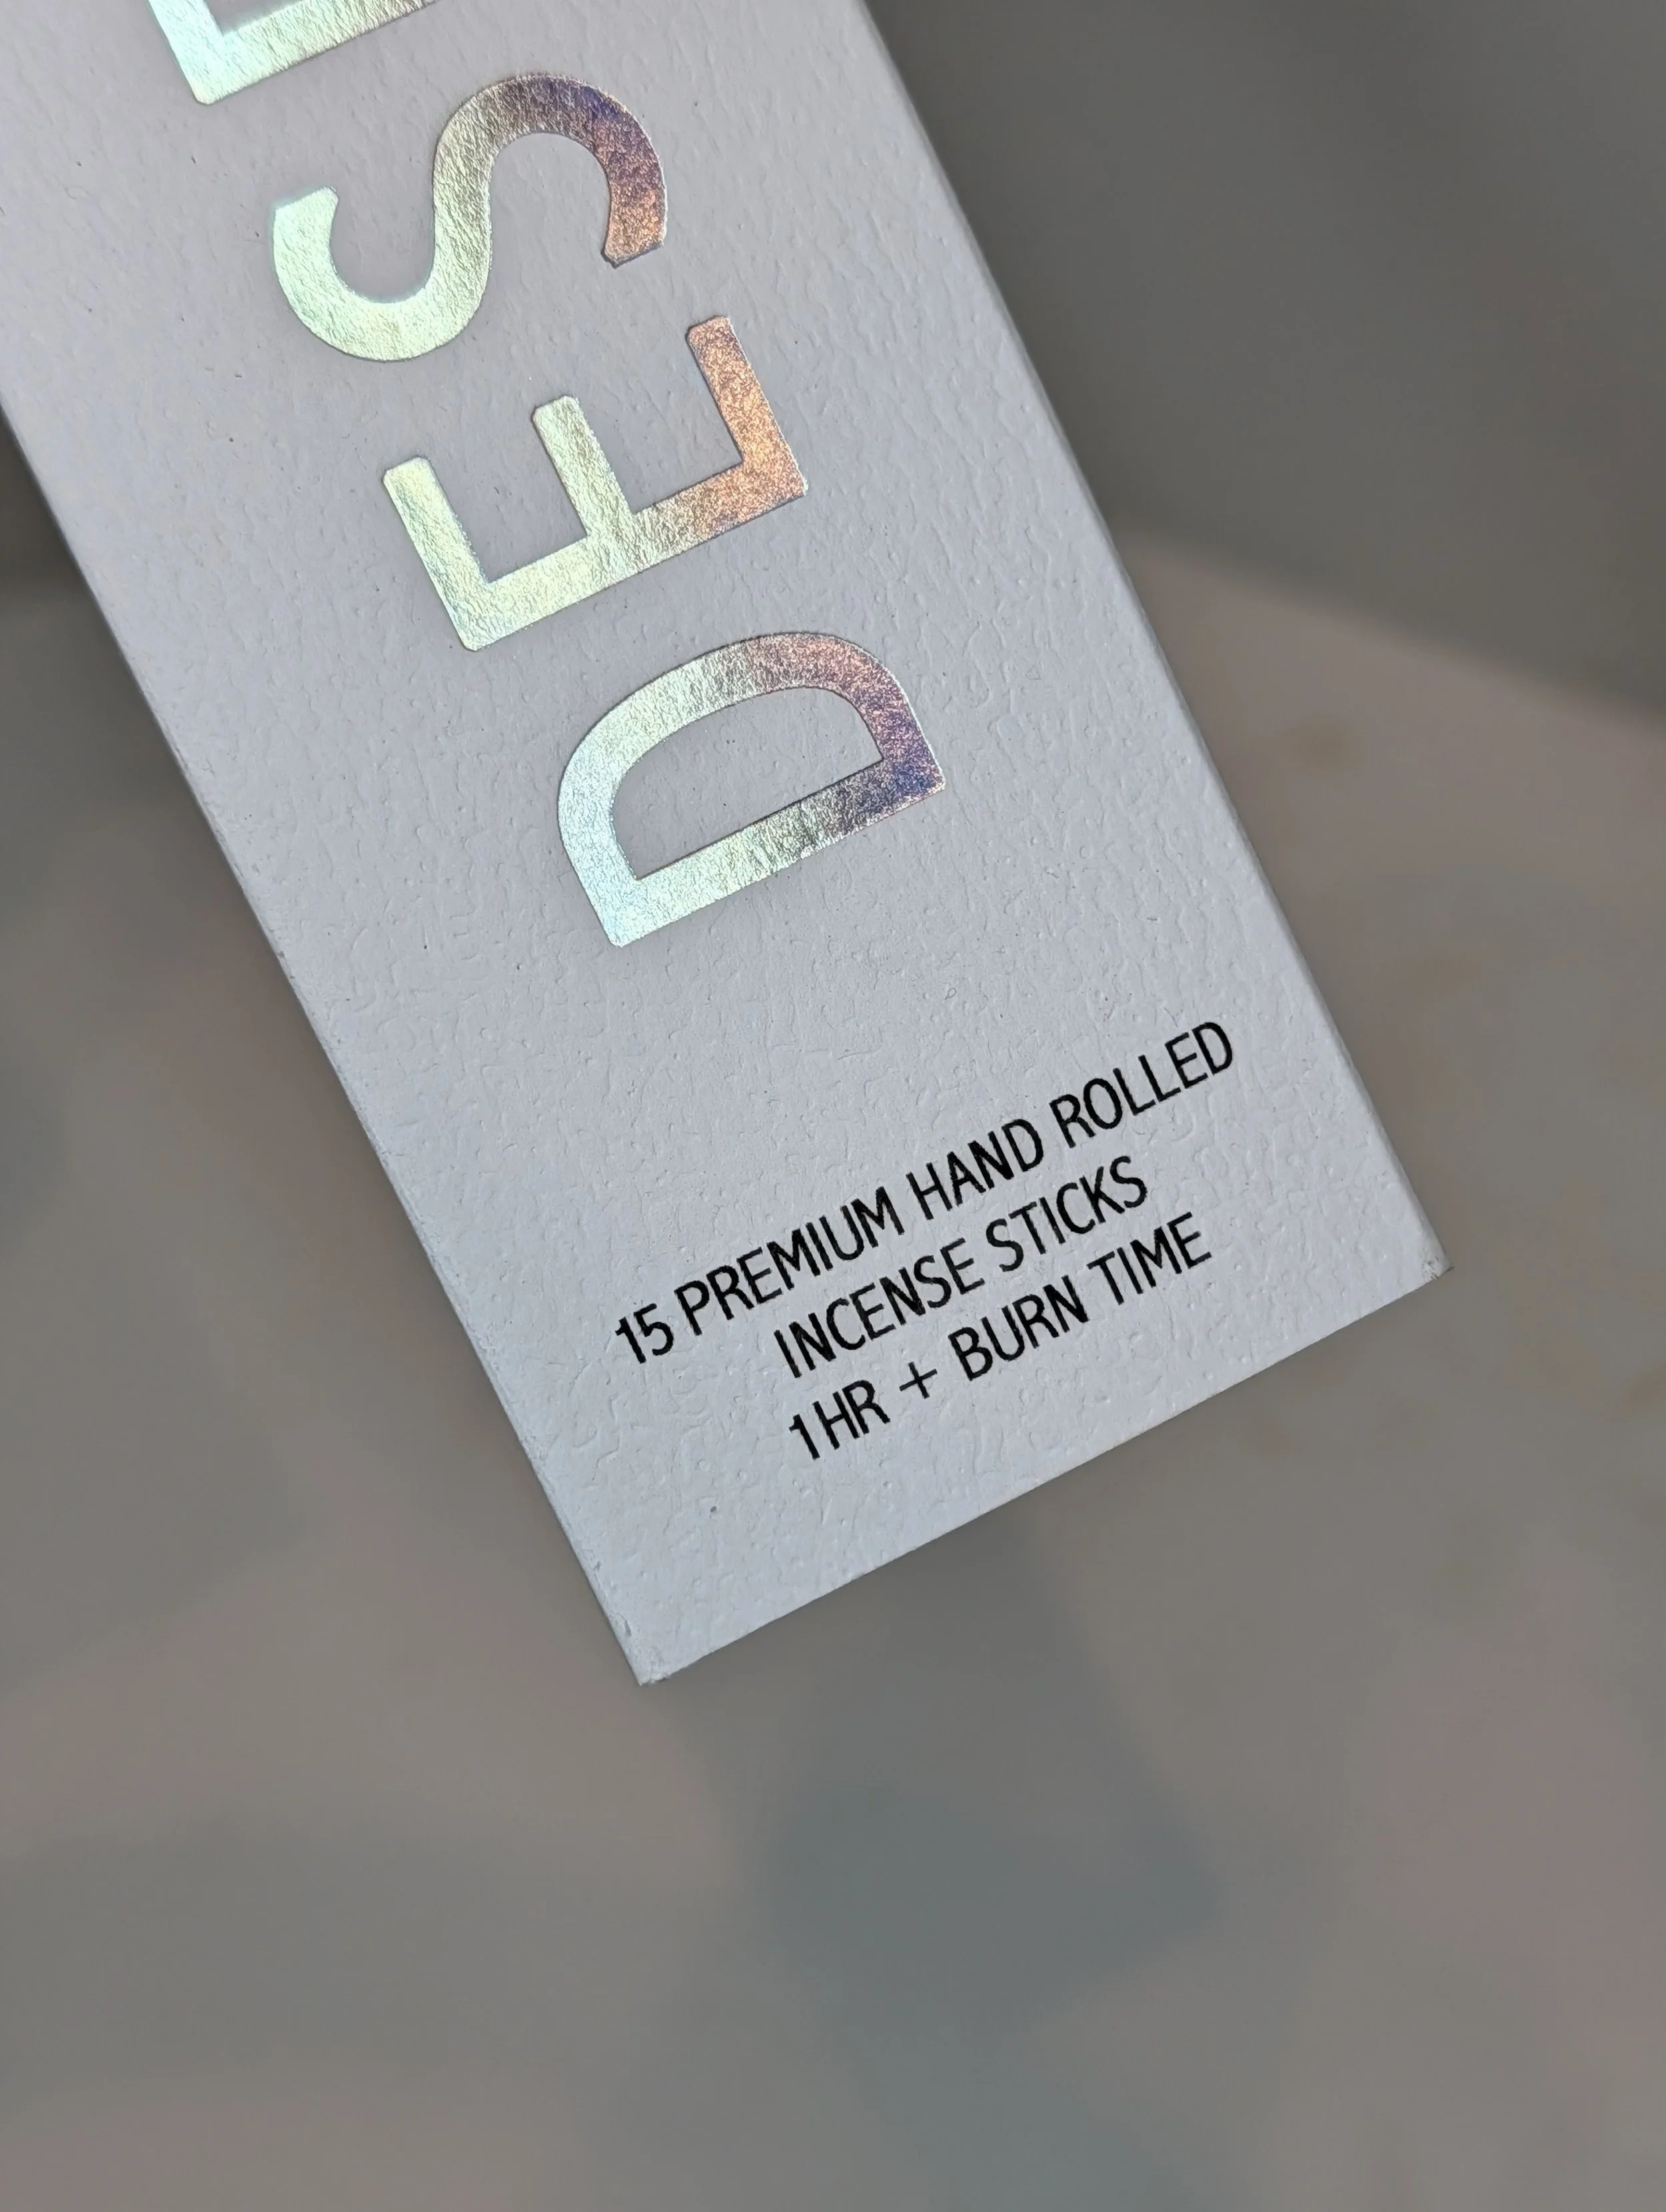 DES
15 PREMIUM HAND ROLLED
INCENSE STICKS
1HR + BURN TIME